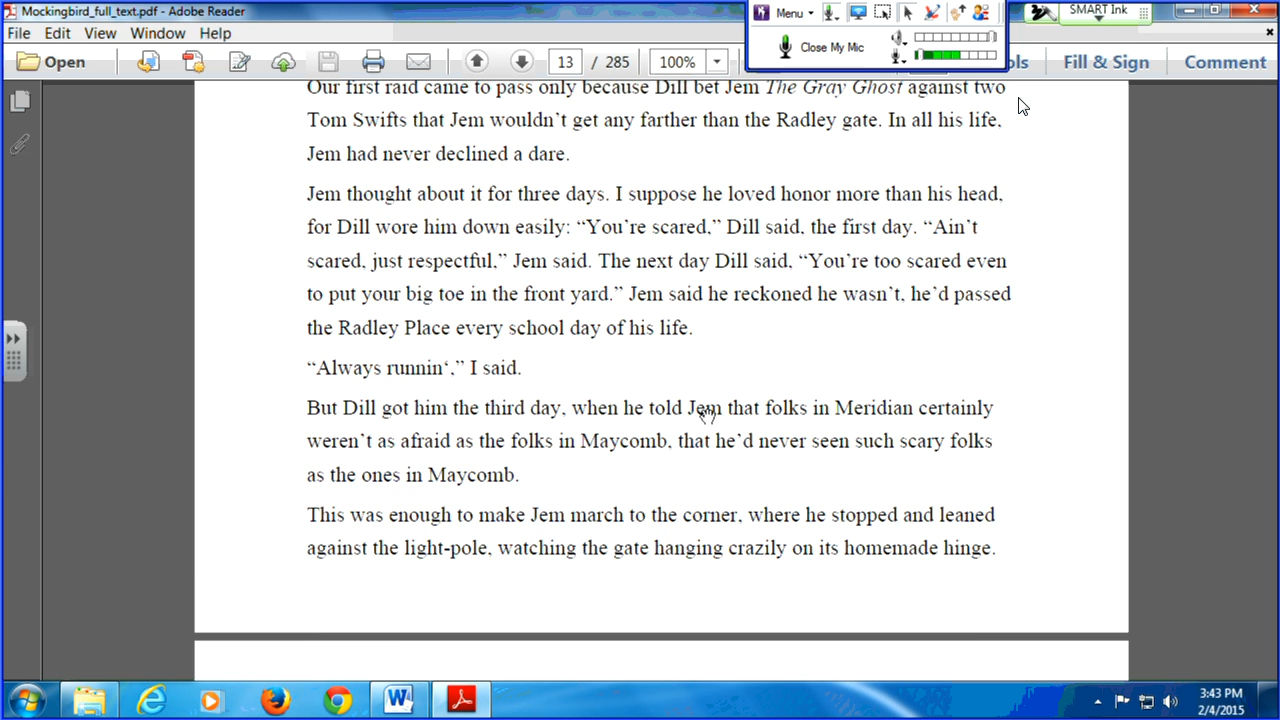 Mockingbird_full_text.pdf - Adobe Reader
Menu
SMART Ink
File Edit View Window Help
Close My Mic
Open
13 / 285
100%
Fill & Sign
Comment
Our first raid came to pass only because Dill bet Jem The Gray Ghost against two
Tom Swifts that Jem wouldn’t get any farther than the Radley gate. In all his life,
Jem had never declined a dare.
Jem thought about it for three days. I suppose he loved honor more than his head,
for Dill wore him down easily: “You’re scared,” Dill said, the first day. “Ain’t
scared, just respectful,” Jem said. The next day Dill said, “You’re too scared even
to put your big toe in the front yard.” Jem said he reckoned he wasn’t, he’d passed
the Radley Place every school day of his life.
“Always runnin‘,” I said.
But Dill got him the third day, when he told Jem that folks in Meridian certainly
weren’t as afraid as the folks in Maycomb, that he’d never seen such scary folks
as the ones in Maycomb.
This was enough to make Jem march to the corner, where he stopped and leaned
against the light-pole, watching the gate hanging crazily on its homemade hinge.
3:43 PM
2/4/2015